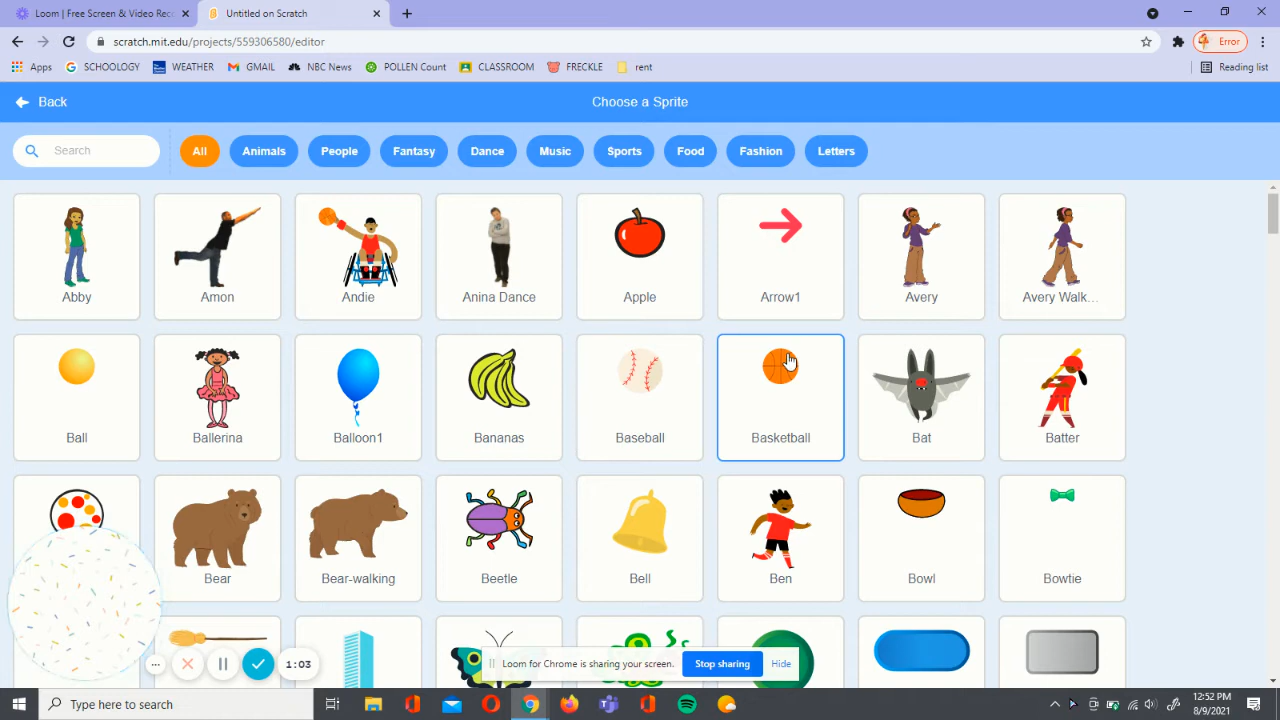 Loom | Free Screen & Video Rec
Untitled on Scratch
scratch.mit.edu/projects/559306580/editor
Error
Apps
SCHOOLOGY
WEATHER
GMAIL
NBC News
POLLEN Count
CLASSROOM
FRECKLE
rent
Reading list
Back
Choose a Sprite
Search
All
Animals
People
Fantasy
Dance
Music
Sports
Food
Fashion
Letters
Abby
Amon
Andie
Anina Dance
Apple
Arrow1
Avery
Avery Walk...
Ball
Ballerina
Balloon1
Bananas
Baseball
Basketball
Bat
Batter
Bear
Bear-walking
Beetle
Bell
Ben
Bowl
Bowtie
1:03
Loom for Chrome is sharing your screen.
Stop sharing
Hide
Type here to search
12:52 PM
8/9/2021